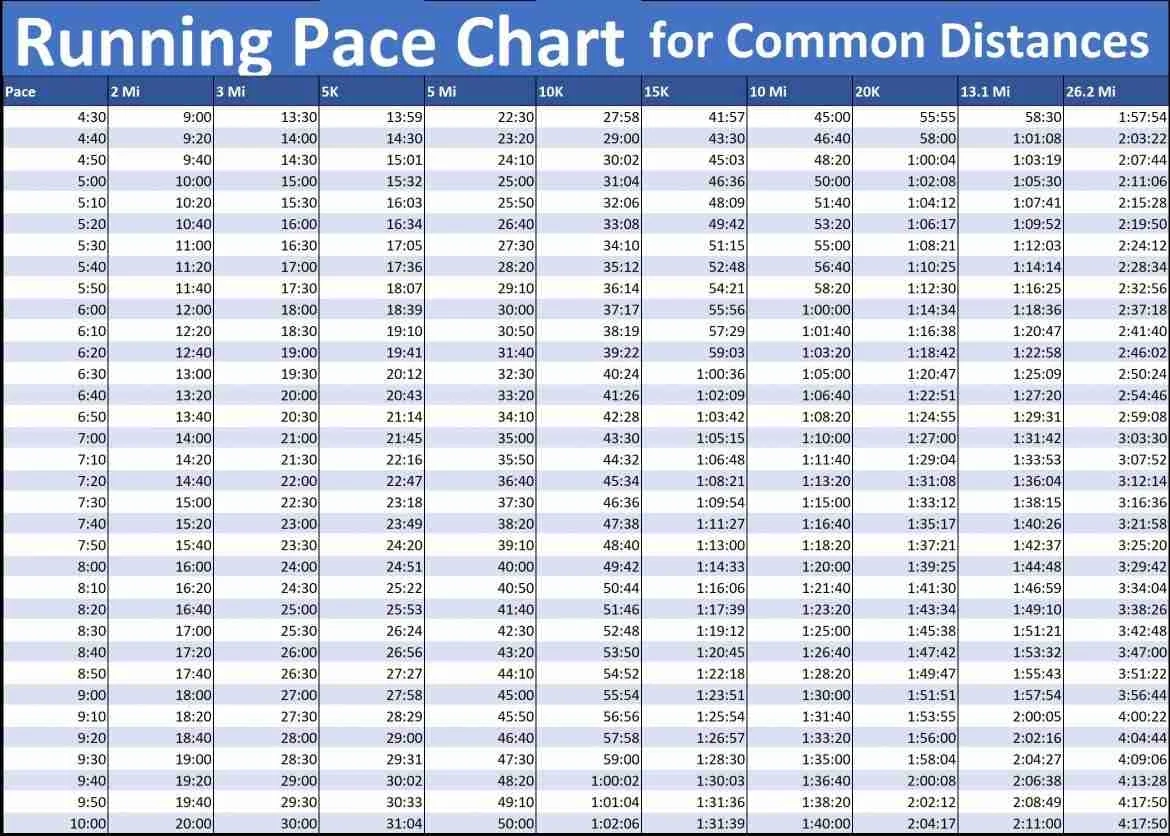 Running Pace Chart for Common Distances
Pace 2 Mi 3 Mi 5K 5 Mi 10K 15K 10 Mi 20K 13.1 Mi 26.2 Mi
4:30 9:00 13:30 13:59 22:30 27:58 41:57 45:00 55:55 58:30 1:57:54
4:40 9:20 14:00 14:30 23:20 29:00 43:30 46:40 58:00 1:01:08 2:03:22
4:50 9:40 14:30 15:01 24:10 30:02 45:03 48:20 1:00:04 1:03:19 2:07:44
5:00 10:00 15:00 15:32 25:00 31:04 46:36 50:00 1:02:08 1:05:30 2:11:06
5:10 10:20 15:30 16:03 25:50 32:06 48:09 51:40 1:04:12 1:07:41 2:15:28
5:20 10:40 16:00 16:34 26:40 33:08 49:42 53:20 1:06:17 1:09:52 2:19:50
5:30 11:00 16:30 17:05 27:30 34:10 51:15 55:00 1:08:21 1:12:03 2:24:12
5:40 11:20 17:00 17:36 28:20 35:12 52:48 56:40 1:10:25 1:14:14 2:28:34
5:50 11:40 17:30 18:07 29:10 36:14 54:21 58:20 1:12:30 1:16:25 2:32:56
6:00 12:00 18:00 18:39 30:00 37:17 55:56 1:00:00 1:14:34 1:18:36 2:37:18
6:10 12:20 18:30 19:10 30:50 38:19 57:29 1:01:40 1:16:38 1:20:47 2:41:40
6:20 12:40 19:00 19:41 31:40 39:22 59:03 1:03:20 1:18:42 1:22:58 2:46:02
6:30 13:00 19:30 20:12 32:30 40:24 1:00:36 1:05:00 1:20:47 1:25:09 2:50:24
6:40 13:20 20:00 20:43 33:20 41:26 1:02:09 1:06:40 1:22:51 1:27:20 2:54:46
6:50 13:40 20:30 21:14 34:10 42:28 1:03:42 1:08:20 1:24:55 1:29:31 2:59:08
7:00 14:00 21:00 21:45 35:00 43:30 1:05:15 1:10:00 1:27:00 1:31:42 3:03:30
7:10 14:20 21:30 22:16 35:50 44:32 1:06:48 1:11:40 1:29:04 1:33:53 3:07:52
7:20 14:40 22:00 22:47 36:40 45:34 1:08:21 1:13:20 1:31:08 1:36:04 3:12:14
7:30 15:00 22:30 23:18 37:30 46:36 1:09:54 1:15:00 1:33:12 1:38:15 3:16:36
7:40 15:20 23:00 23:49 38:20 47:38 1:11:27 1:16:40 1:35:17 1:40:26 3:21:58
7:50 15:40 23:30 24:20 39:10 48:40 1:13:00 1:18:20 1:37:21 1:42:37 3:25:20
8:00 16:00 24:00 24:51 40:00 49:42 1:14:33 1:20:00 1:39:25 1:44:48 3:29:42
8:10 16:20 24:30 25:22 40:50 50:44 1:16:06 1:21:40 1:41:30 1:46:59 3:34:04
8:20 16:40 25:00 25:53 41:40 51:46 1:17:39 1:23:20 1:43:34 1:49:10 3:38:26
8:30 17:00 25:30 26:24 42:30 52:48 1:19:12 1:25:00 1:45:38 1:51:21 3:42:48
8:40 17:20 26:00 26:56 43:20 53:50 1:20:45 1:26:40 1:47:42 1:53:32 3:47:00
8:50 17:40 26:30 27:27 44:10 54:52 1:22:18 1:28:20 1:49:47 1:55:43 3:51:22
9:00 18:00 27:00 27:58 45:00 55:54 1:23:51 1:30:00 1:51:51 1:57:54 3:56:44
9:10 18:20 27:30 28:29 45:50 56:56 1:25:54 1:31:40 1:53:55 2:00:05 4:00:22
9:20 18:40 28:00 29:00 46:40 57:58 1:26:57 1:33:20 1:56:00 2:02:16 4:04:44
9:30 19:00 28:30 29:31 47:30 59:00 1:28:30 1:35:00 1:58:04 2:04:27 4:09:06
9:40 19:20 29:00 30:02 48:20 1:00:02 1:30:03 1:36:40 2:00:08 2:06:38 4:13:28
9:50 19:40 29:30 30:33 49:10 1:01:04 1:31:36 1:38:20 2:02:12 2:08:49 4:17:50
10:00 20:00 30:00 31:04 50:00 1:02:06 1:31:39 1:40:00 2:04:17 2:11:00 4:17:50